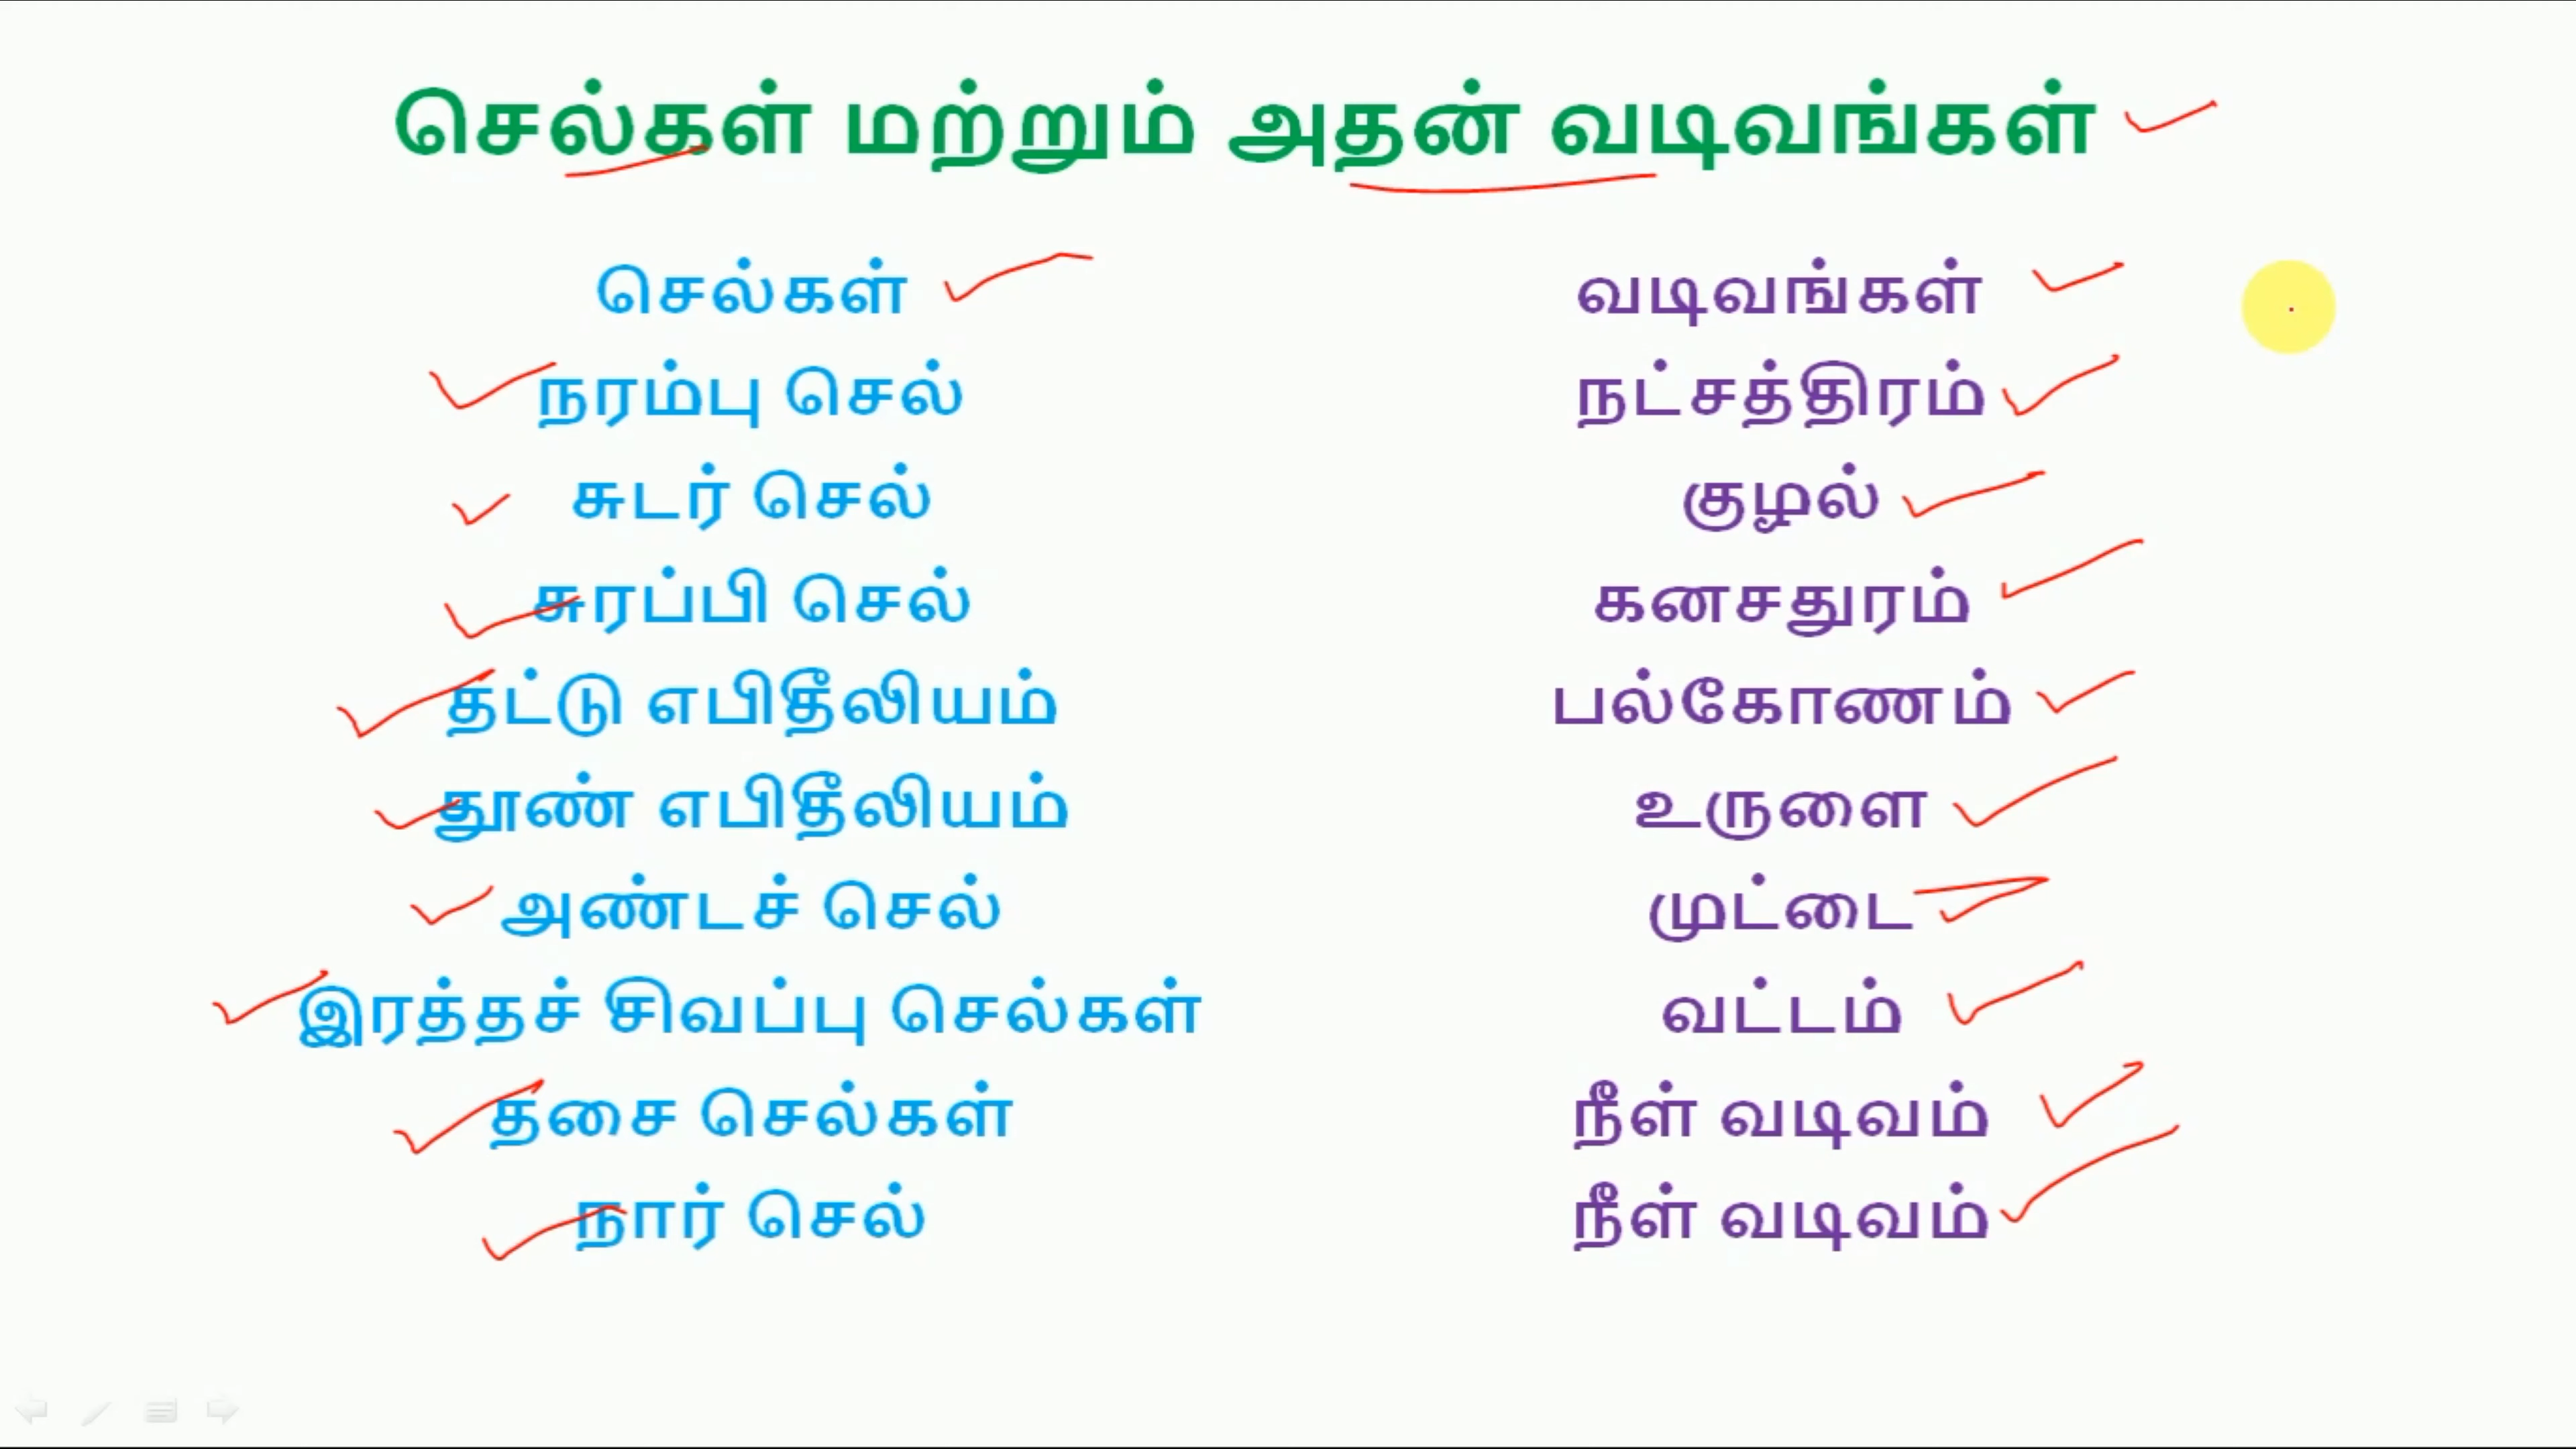 செல்கள் மற்றும் அதன் வடிவங்கள்
செல்கள் வடிவங்கள்
நரம்பு செல் நட்சத்திரம்
சுடர் செல் குழல்
சுரப்பி செல் கனசதுரம்
தட்டு எபிதீலியம் பல்கோணம்
தூண் எபிதீலியம் உருளை
அண்டச் செல் முட்டை
இரத்தச் சிவப்பு செல்கள் வட்டம்
தசை செல்கள் நீள் வடிவம்
நார் செல் நீள் வடிவம்